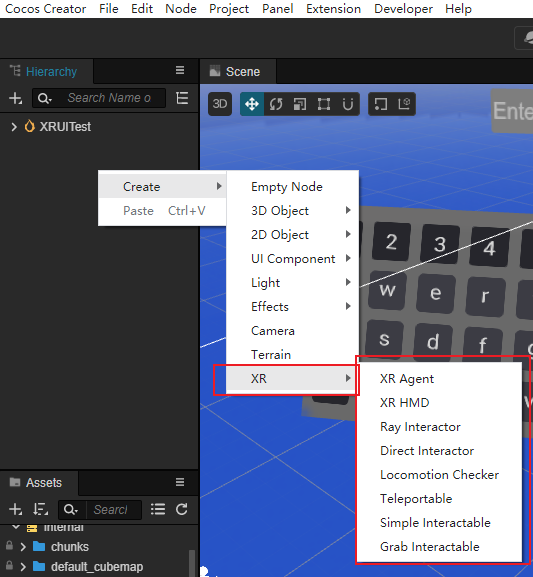 Cocos Creator File Edit Node Project Panel Extension Developer Help
Hierarchy
Scene
Search Name o
3D
Ente
XRUITest
Create
Paste Ctrl+V
Empty Node
3D Object
2D Object
UI Component
Light
Effects
Camera
Terrain
XR
2 3 4
w e r
s d f
XR Agent
XR HMD
Ray Interactor
Direct Interactor
Locomotion Checker
Teleportable
Simple Interactable
Grab Interactable
Assets
Search
internal
chunks
default_cubemap